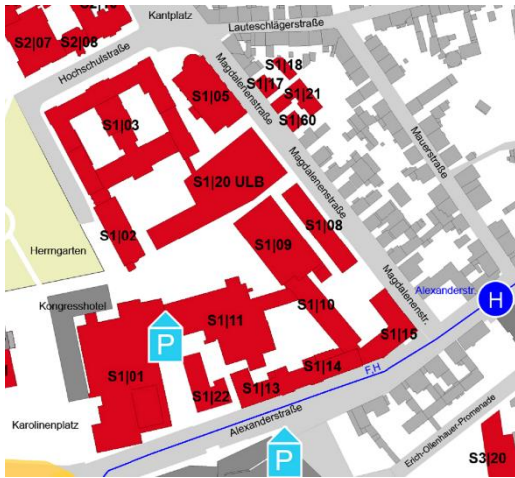 Kantplatz
Lauteschlägerstraße
S2|07
S2|08
Hochschulstraße
S1|18
S1|17
S1|05
S1|21
S1|60
Magdalenenstraße
S1|03
Mauerstraße
S1|20 ULB
Magdalenenstraße
S1|02
S1|08
Herrngarten
S1|09
Magdalenenstr.
Alexanderstr.
H
Kongresshotel
S1|10
S1|11
S1|15
P
F,H
S1|14
S1|01
S1|13
S1|22
Karolinenplatz
Alexanderstraße
Erich-Ollenhauer-Promenade
P
S3|20